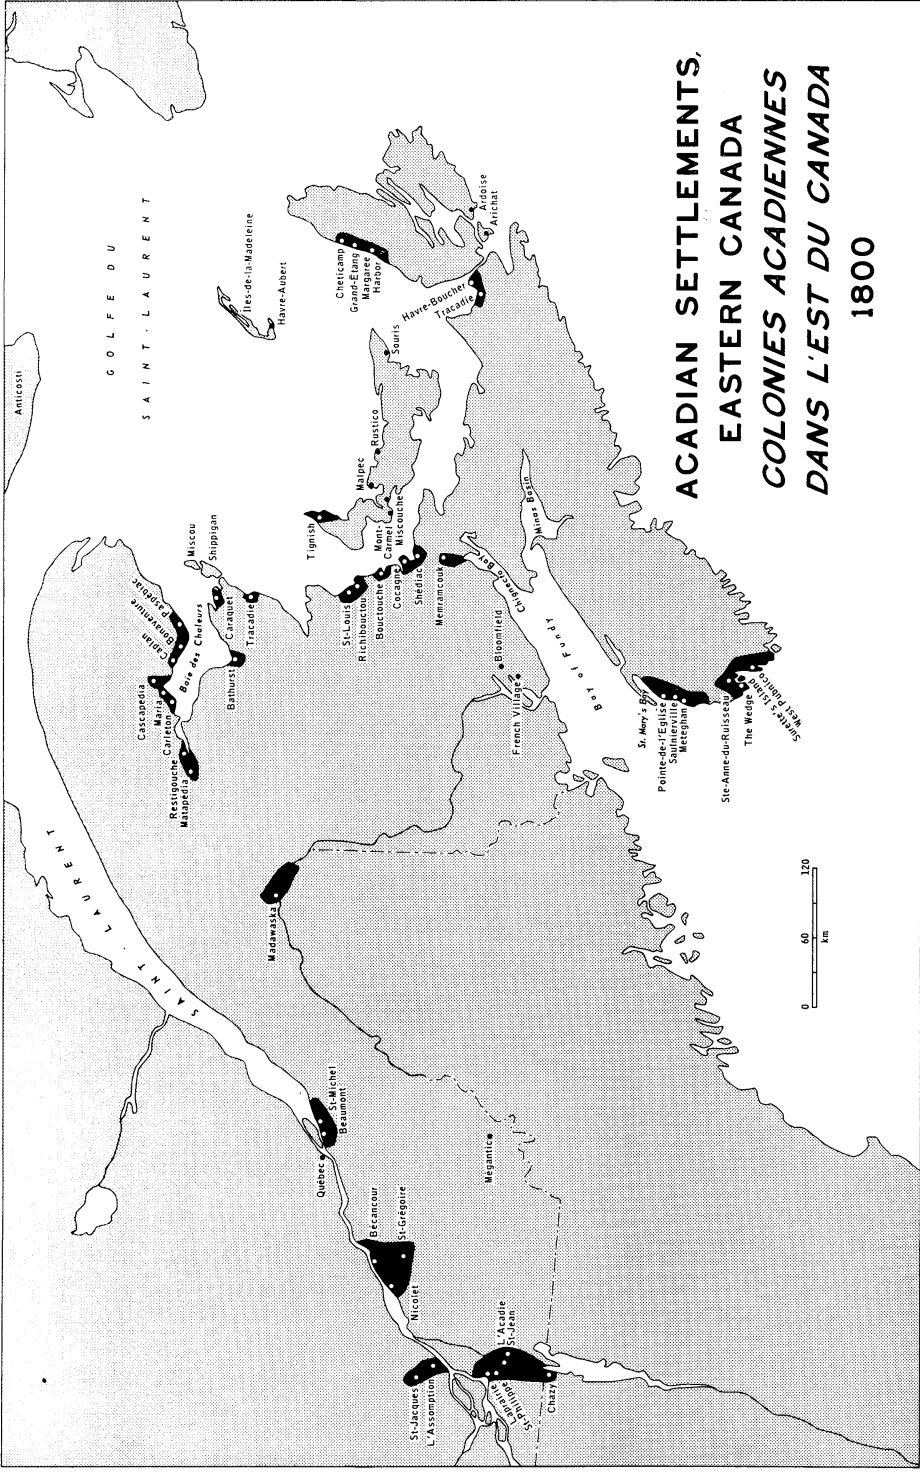 ACADIAN SETTLEMENTS,
EASTERN CANADA
COLONIES ACADIENNES
DANS L'EST DU CANADA
1800
Anticosti
GOLFE DU
SAINT-LAURENT
SAINT-LAURENT
Îles-de-la-Madeleine
Havre-Aubert
Miscou
Shippigan
Paspébiac
Bonaventure
Caplan
Baie des Chaleurs
Cascapedia
Maria
Carleton
Restigouche
Matapédia
Caraquet
Tracadie
Bathurst
Cheticamp
Grand-Étang
Margaree
Harbor
Ardoise
Arichat
Havre-Boucher
Tracadie
Souris
Rustico
Malpec
Tignish
Mont-
Carmel
Miscouche
St-Louis
Richibouctou
Bouctouche
Cocagne
Shédiac
Memramcouk
Chignecto Bay
Minas Basin
Bay of Fundy
Bloomfield
French Village
St. Mary's Bay
Pointe-de-l'Eglise
Saulnierville
Meteghan
Ste-Anne-du-Ruisseau
The Wedge
Surette's Island
West Pubnico
Madawaska
St-Michel
Beaumont
Québec
Mégantic
Bécancour
St-Grégoire
Nicolet
St-Jacques
L'Assomption
L'Acadie
St-Jean
Laprairie
St-Philippe
Chazy
0 60 120
km